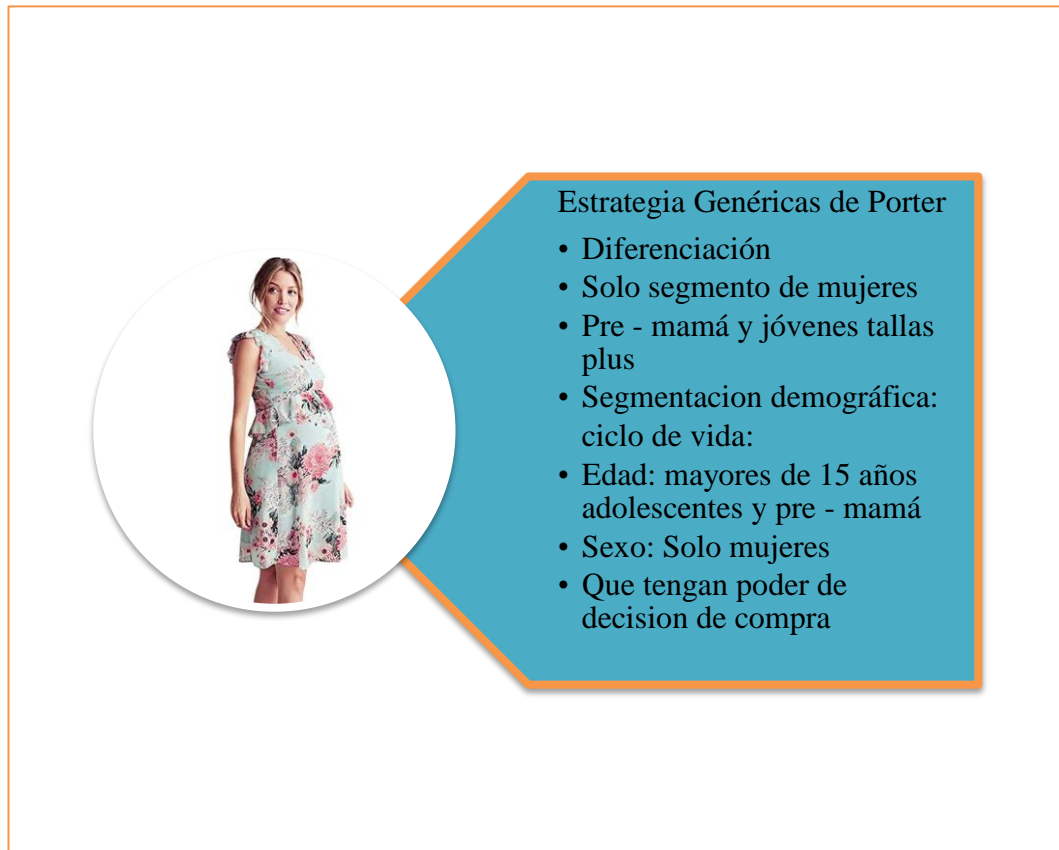 Estrategia Genéricas de Porter
• Diferenciación
• Solo segmento de mujeres
• Pre - mamá y jóvenes tallas
plus
• Segmentacion demográfica:
ciclo de vida:
• Edad: mayores de 15 años
adolescentes y pre - mamá
• Sexo: Solo mujeres
• Que tengan poder de
decision de compra